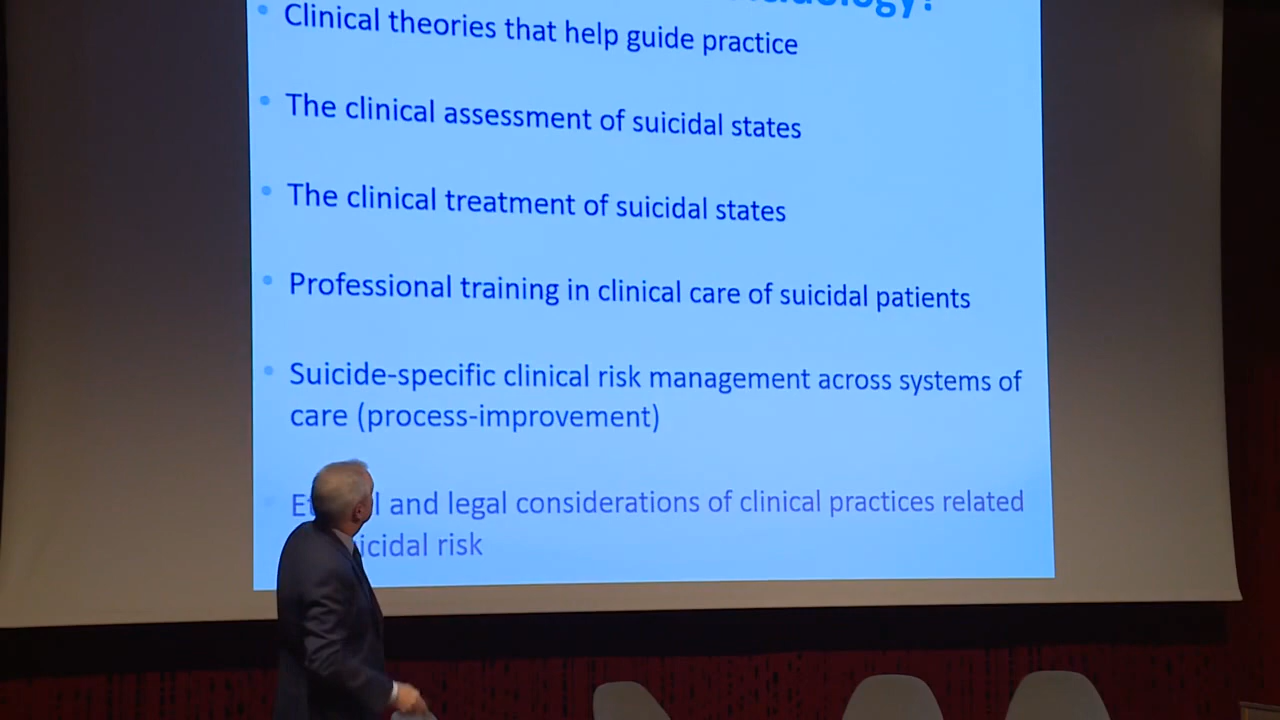 Clinical theories that help guide practice
The clinical assessment of suicidal states
The clinical treatment of suicidal states
Professional training in clinical care of suicidal patients
Suicide-specific clinical risk management across systems of
care (process-improvement)
and legal considerations of clinical practices related
risk